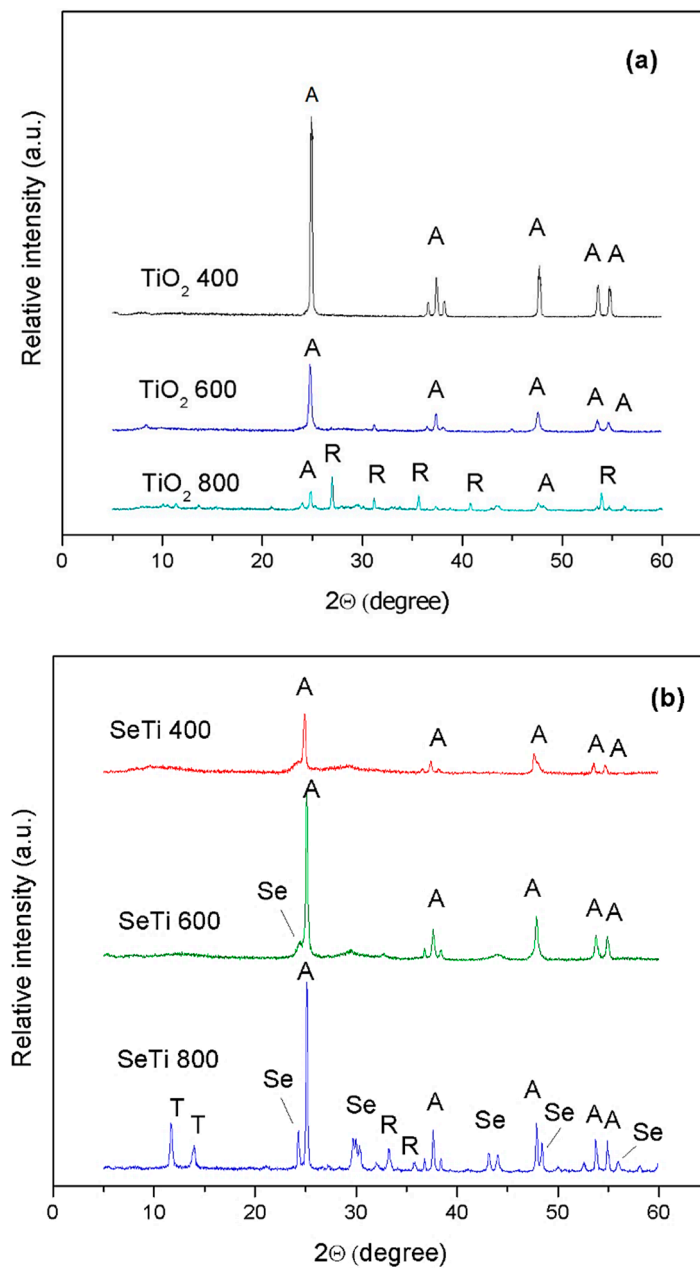 (a)
A
A
A
A A
TiO₂ 400
A
A
A
A
A
TiO₂ 600
R
A
R
R
R
A
R
TiO₂ 800
0 10 20 30 40 50 60
2Θ (degree)
Relative intensity (a.u.)
(b)
A
SeTi 400
A
A
A A
A
Se
SeTi 600
A
A
A A
A
SeTi 800
Se
T T
Se
R
R
A
Se
A
Se
A A
Se
0 10 20 30 40 50 60
2Θ (degree)
Relative intensity (a.u.)